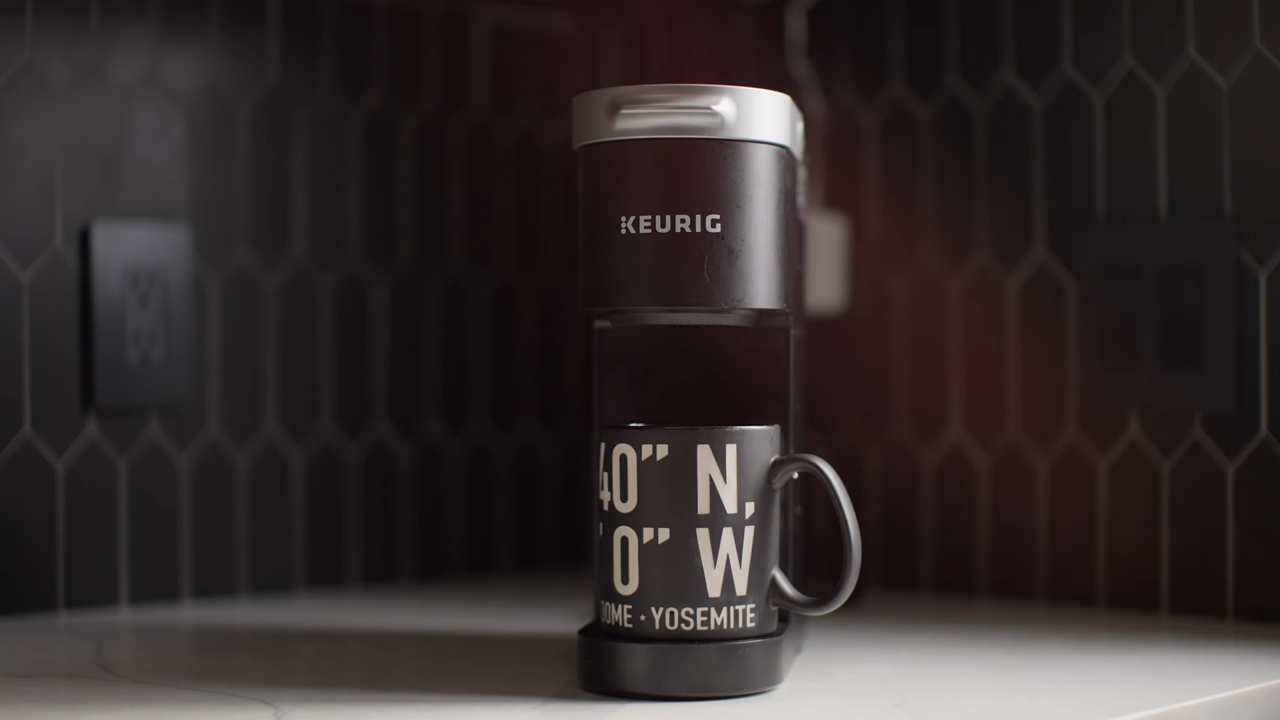 KEURIG
40” N,
0” W
DOME • YOSEMITE